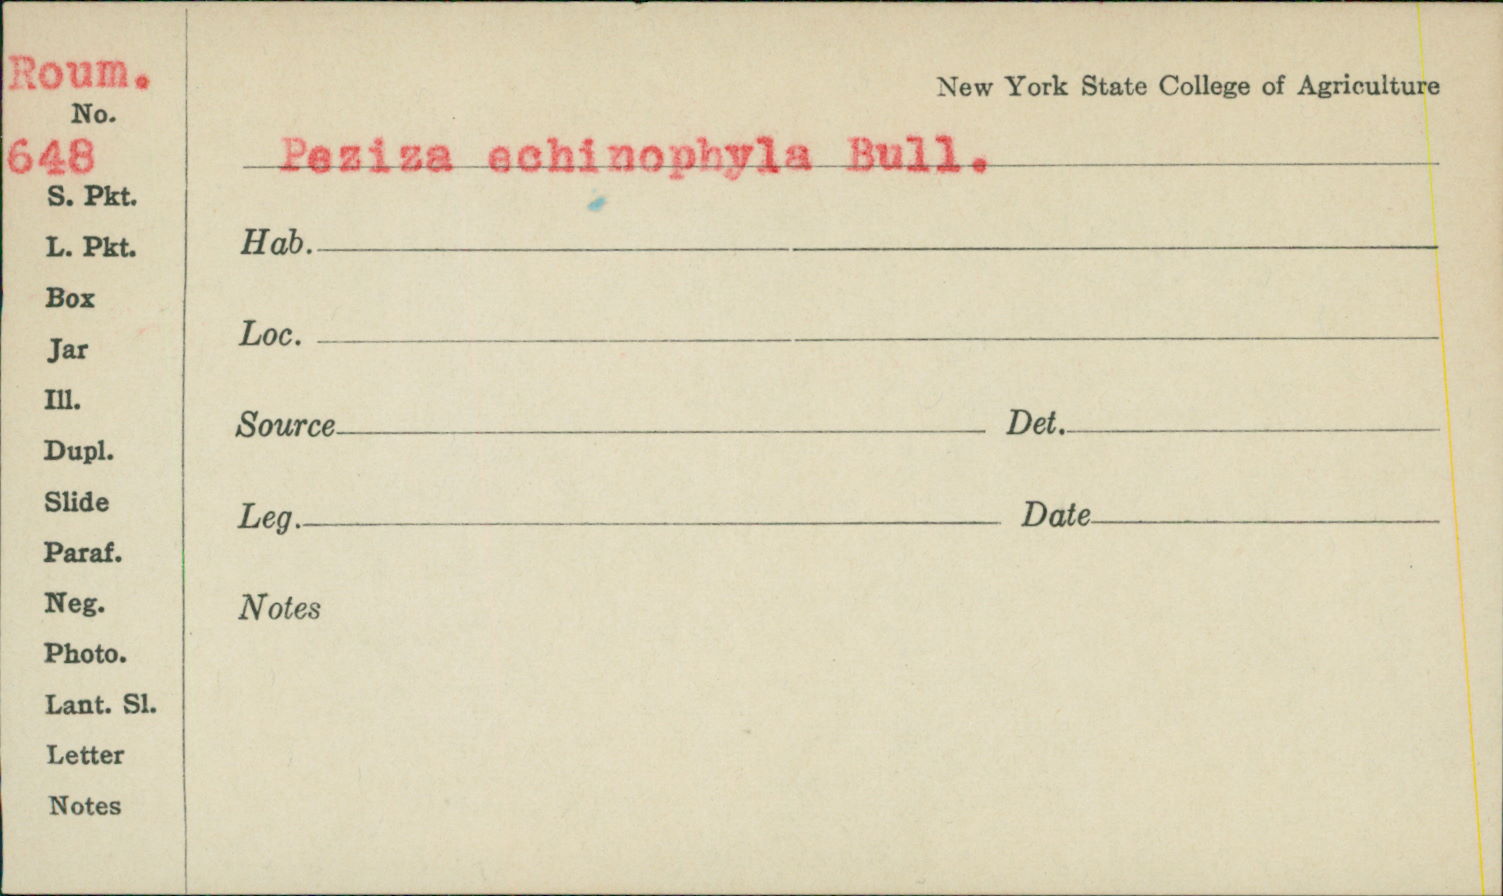 Roum.
No.
648
S. Pkt.
L. Pkt.
Box
Jar
Ill.
Dupl.
Slide
Paraf.
Neg.
Photo.
Lant. Sl.
Letter
Notes
New York State College of Agriculture
Peziza echinophyla Bull.
Hab.
Loc.
Source Det.
Leg. Date
Notes